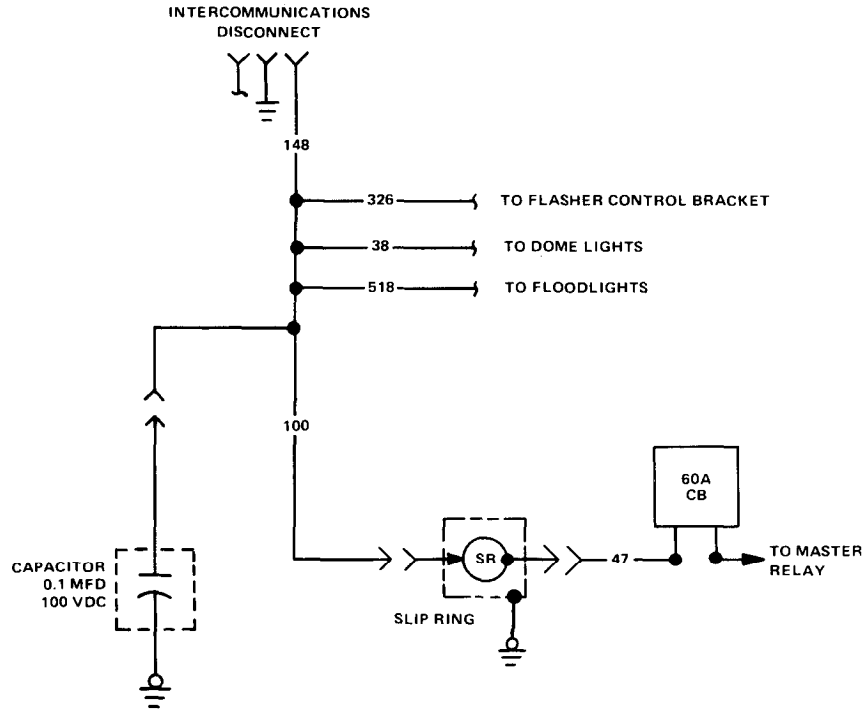 INTERCOMMUNICATIONS
DISCONNECT
148
326
TO FLASHER CONTROL BRACKET
38
TO DOME LIGHTS
518
TO FLOODLIGHTS
100
60A
CB
CAPACITOR
0.1 MFD
100 VDC
SR
47
TO MASTER
RELAY
SLIP RING